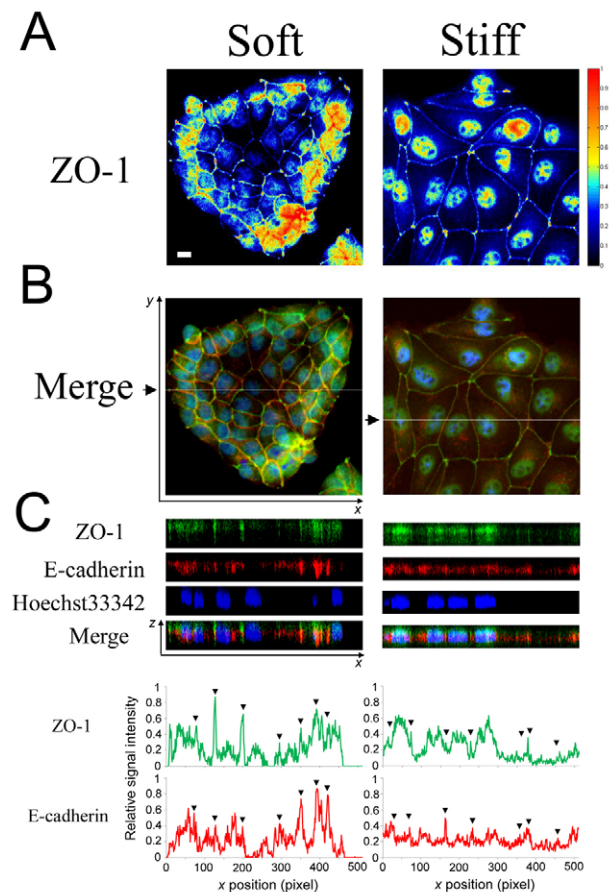 A
Soft
Stiff
ZO-1
1
0.9
0.8
0.7
0.6
0.5
0.4
0.3
0.2
0.1
0
B
y
Merge
x
C
ZO-1
E-cadherin
Hoechst33342
Merge
z
x
ZO-1
E-cadherin
Relative signal intensity
1
0.8
0.6
0.4
0.2
0
1
0.8
0.6
0.4
0.2
0
1
0.8
0.6
0.4
0.2
0
1
0.8
0.6
0.4
0.2
0
0 100 200 300 400 500
0 100 200 300 400 500
x position (pixel)
x position (pixel)